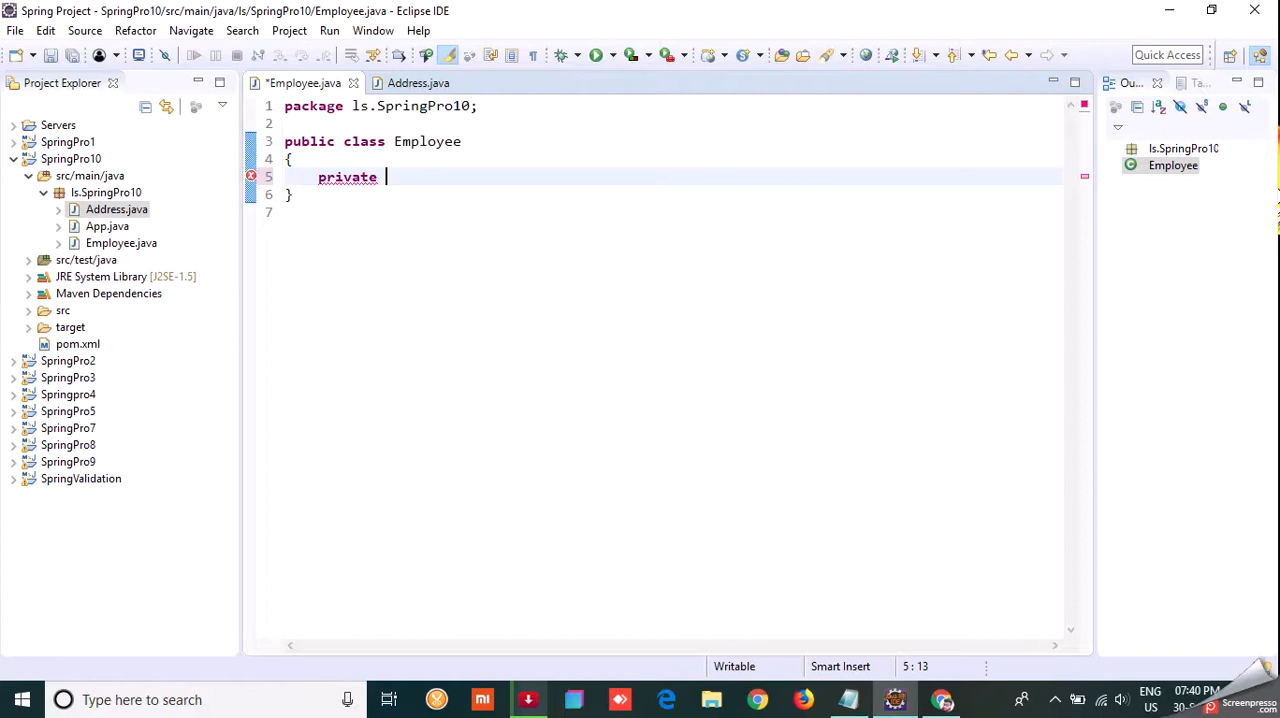 Spring Project - SpringPro10/src/main/java/ls/SpringPro10/Employee.java - Eclipse IDE
File Edit Source Refactor Navigate Search Project Run Window Help
Quick Access
Project Explorer
*Employee.java
Address.java
Ou...
Ta...
Servers
SpringPro1
SpringPro10
src/main/java
ls.SpringPro10
Address.java
App.java
Employee.java
src/test/java
JRE System Library [J2SE-1.5]
Maven Dependencies
src
target
pom.xml
SpringPro2
SpringPro3
Springpro4
SpringPro5
SpringPro7
SpringPro8
SpringPro9
SpringValidation
1 package ls.SpringPro10;
2
3 public class Employee
4 {
5 private
6 }
7
ls.SpringPro10
Employee
Writable
Smart Insert
5 : 13
Type here to search
ENG
US
07:40 PM
Screenpresso
.com